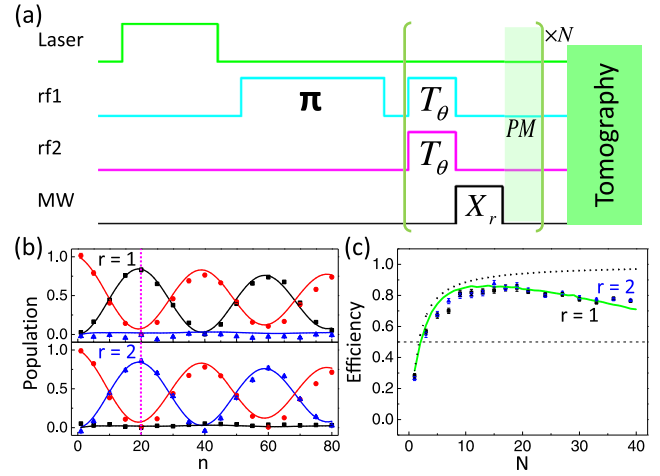 (a)
Laser
×N
rf1
π
T_θ
PM
rf2
T_θ
MW
X_r
Tomography
(b)
(c)
1.0
0.5
0.0
r = 1
1.0
0.5
0.0
r = 2
Population
0 20 40 60 80
n
1.0
0.8
0.6
0.4
0.2
0.0
Efficiency
r = 2
r = 1
0 10 20 30 40
N